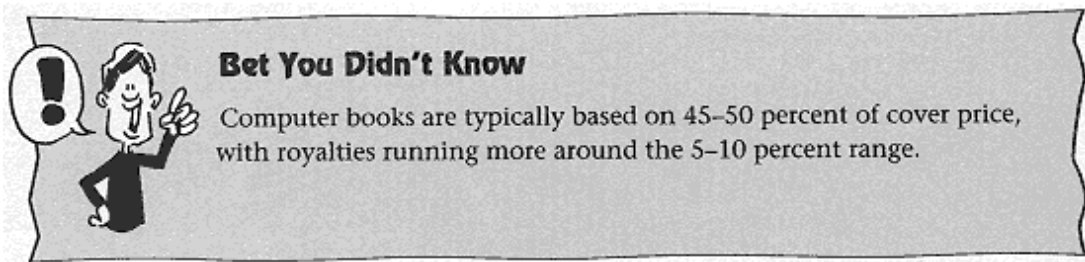 !
Bet You Didn't Know
Computer books are typically based on 45–50 percent of cover price,
with royalties running more around the 5–10 percent range.